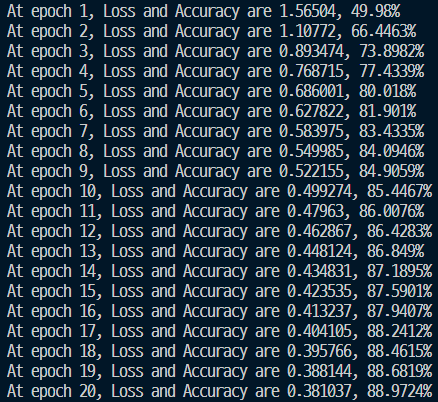 At epoch 1, Loss and Accuracy are 1.56504, 49.98%
At epoch 2, Loss and Accuracy are 1.10772, 66.4463%
At epoch 3, Loss and Accuracy are 0.893474, 73.8982%
At epoch 4, Loss and Accuracy are 0.768715, 77.4339%
At epoch 5, Loss and Accuracy are 0.686001, 80.018%
At epoch 6, Loss and Accuracy are 0.627822, 81.901%
At epoch 7, Loss and Accuracy are 0.583975, 83.4335%
At epoch 8, Loss and Accuracy are 0.549985, 84.0946%
At epoch 9, Loss and Accuracy are 0.522155, 84.9059%
At epoch 10, Loss and Accuracy are 0.499274, 85.4467%
At epoch 11, Loss and Accuracy are 0.47963, 86.0076%
At epoch 12, Loss and Accuracy are 0.462867, 86.4283%
At epoch 13, Loss and Accuracy are 0.448124, 86.849%
At epoch 14, Loss and Accuracy are 0.434831, 87.1895%
At epoch 15, Loss and Accuracy are 0.423535, 87.5901%
At epoch 16, Loss and Accuracy are 0.413237, 87.9407%
At epoch 17, Loss and Accuracy are 0.404105, 88.2412%
At epoch 18, Loss and Accuracy are 0.395766, 88.4615%
At epoch 19, Loss and Accuracy are 0.388144, 88.6819%
At epoch 20, Loss and Accuracy are 0.381037, 88.9724%